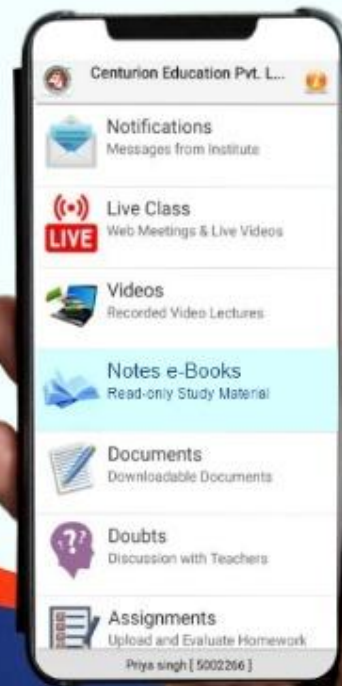 Centurion Education Pvt. L...
Notifications
Messages from Institute
Live Class
LIVE
Web Meetings & Live Videos
Videos
Recorded Video Lectures
Notes e-Books
Read-only Study Material
Documents
Downloadable Documents
Doubts
Discussion with Teachers
Assignments
Upload and Evaluate Homework
Priya singh [ 5002266 ]